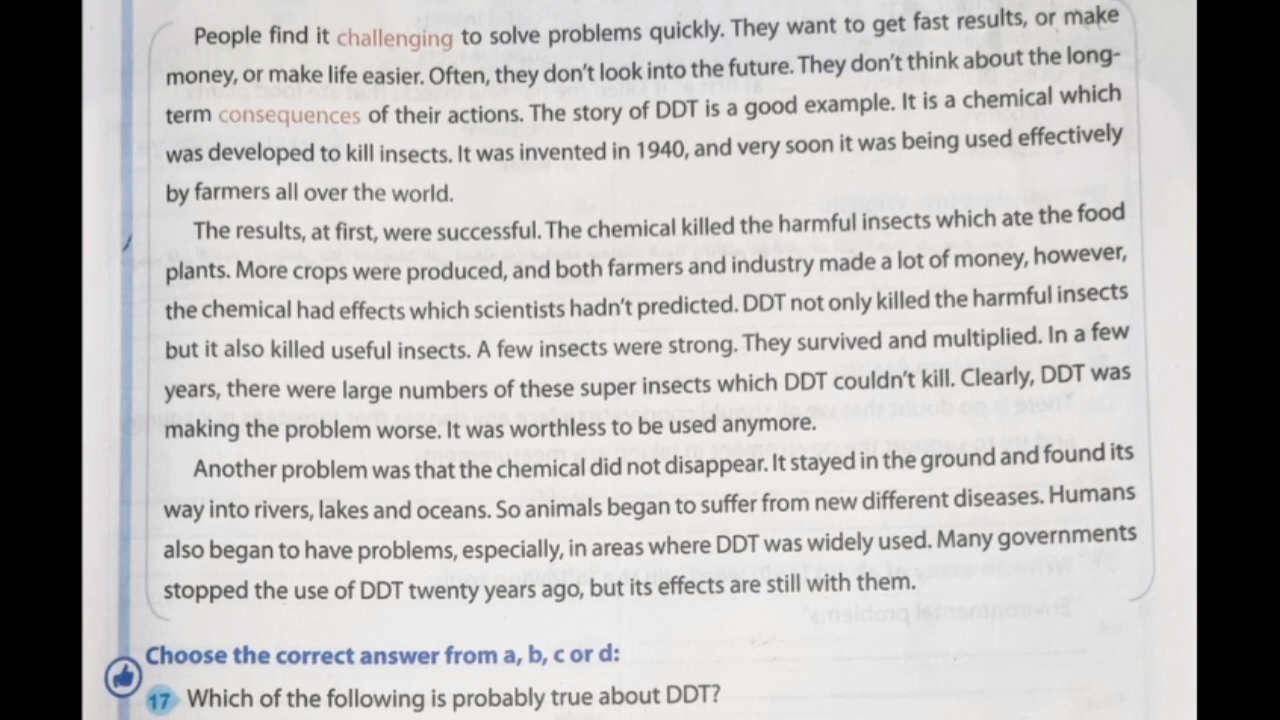 People find it challenging to solve problems quickly. They want to get fast results, or make
money, or make life easier. Often, they don't look into the future. They don't think about the long-
term consequences of their actions. The story of DDT is a good example. It is a chemical which
was developed to kill insects. It was invented in 1940, and very soon it was being used effectively
by farmers all over the world.
The results, at first, were successful. The chemical killed the harmful insects which ate the food
plants. More crops were produced, and both farmers and industry made a lot of money, however,
the chemical had effects which scientists hadn't predicted. DDT not only killed the harmful insects
but it also killed useful insects. A few insects were strong. They survived and multiplied. In a few
years, there were large numbers of these super insects which DDT couldn't kill. Clearly, DDT was
making the problem worse. It was worthless to be used anymore.
Another problem was that the chemical did not disappear. It stayed in the ground and found its
way into rivers, lakes and oceans. So animals began to suffer from new different diseases. Humans
also began to have problems, especially, in areas where DDT was widely used. Many governments
stopped the use of DDT twenty years ago, but its effects are still with them.
Choose the correct answer from a, b, c or d:
17 Which of the following is probably true about DDT?